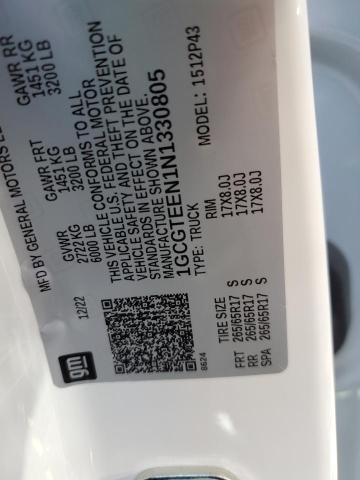 MFD BY GENERAL MOTORS LL
12/22
GVWR GAWR FRT GAWR RR
2722 KG 1451 KG 1451 KG
6000 LB 3200 LB 3200 LB
THIS VEHICLE CONFORMS TO ALL
APPLICABLE U.S. FEDERAL MOTOR
VEHICLE SAFETY AND THEFT PREVENTION
STANDARDS IN EFFECT ON THE DATE OF
MANUFACTURE SHOWN ABOVE.
1GCGTEEN1N1330805
TYPE: TRUCK 1512P43
gm
8624
TIRE SIZE RIM
FRT 265/65R17 S 17X8.0J
RR 265/65R17 S 17X8.0J
SPA 265/65R17 S 17X8.0J